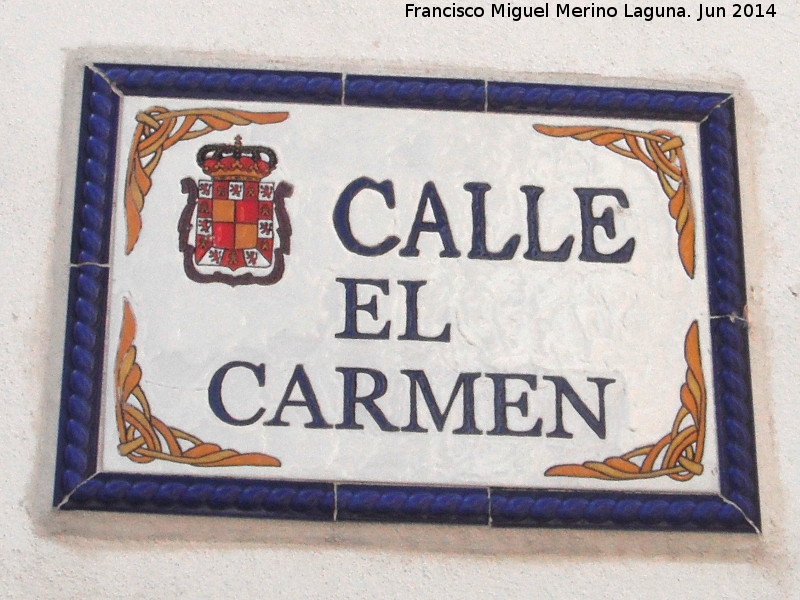 Francisco Miguel Merino Laguna. Jun 2014
CALLE
EL
CARMEN